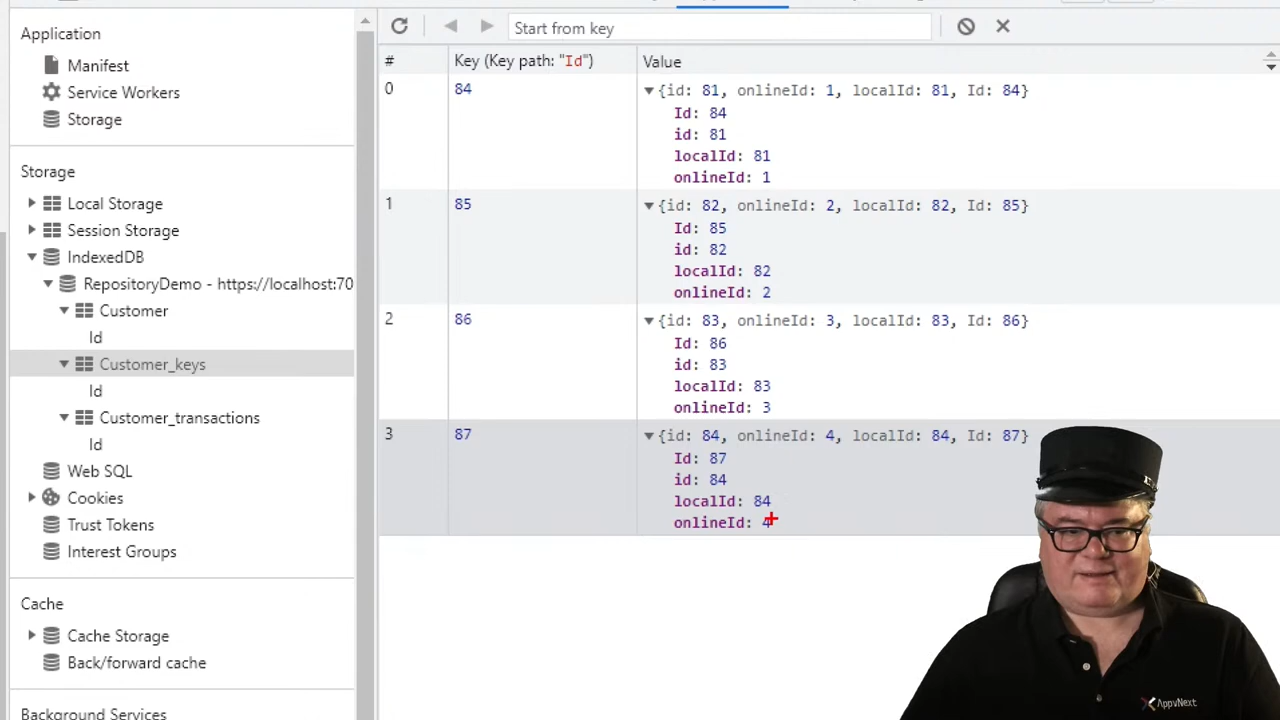 Application
Manifest
Service Workers
Storage
Storage
Local Storage
Session Storage
IndexedDB
RepositoryDemo - https://localhost:70
Customer
Id
Customer_keys
Id
Customer_transactions
Id
Web SQL
Cookies
Trust Tokens
Interest Groups
Cache
Cache Storage
Back/forward cache
Background Services
Start from key
# Key (Key path: "Id") Value
0 84 {id: 81, onlineId: 1, localId: 81, Id: 84}
Id: 84
id: 81
localId: 81
onlineId: 1
1 85 {id: 82, onlineId: 2, localId: 82, Id: 85}
Id: 85
id: 82
localId: 82
onlineId: 2
2 86 {id: 83, onlineId: 3, localId: 83, Id: 86}
Id: 86
id: 83
localId: 83
onlineId: 3
3 87 {id: 84, onlineId: 4, localId: 84, Id: 87}
Id: 87
id: 84
localId: 84
onlineId: 4
AppvNext